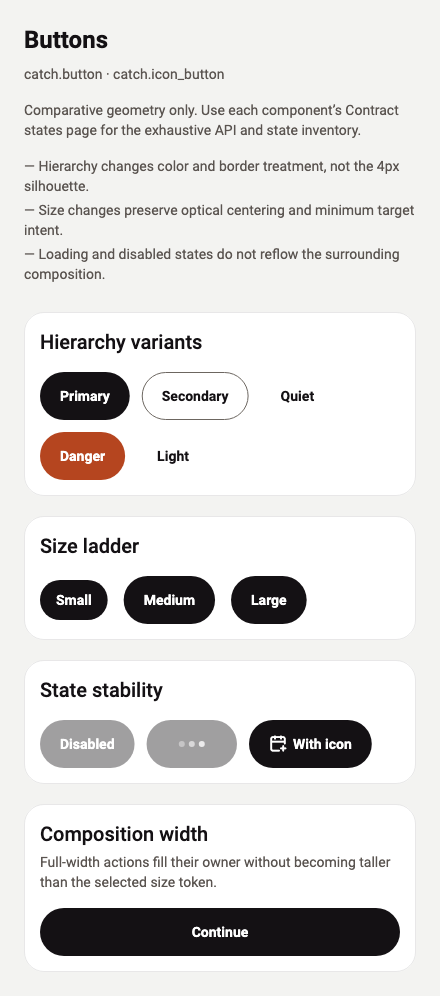 Buttons
catch.button · catch.icon_button
Comparative geometry only. Use each component’s Contract
states page for the exhaustive API and state inventory.
— Hierarchy changes color and border treatment, not the 4px
silhouette.
— Size changes preserve optical centering and minimum target
intent.
— Loading and disabled states do not reflow the surrounding
composition.
Hierarchy variants
Primary
Secondary
Quiet
Danger
Light
Size ladder
Small
Medium
Large
State stability
Disabled
With icon
Composition width
Full-width actions fill their owner without becoming taller
than the selected size token.
Continue